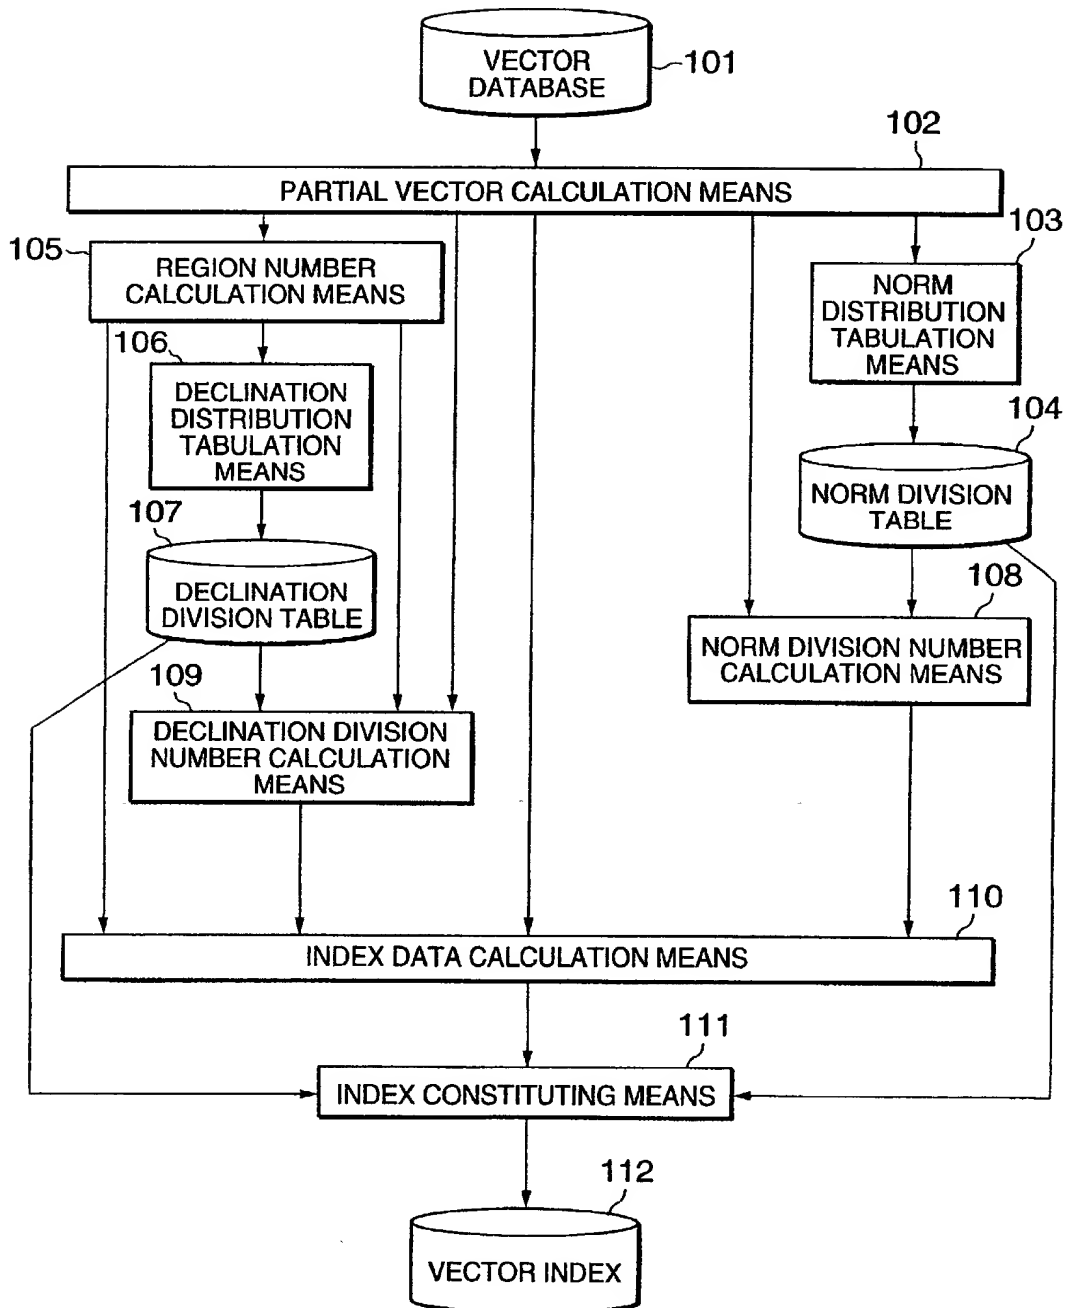 VECTOR
DATABASE
101
102
PARTIAL VECTOR CALCULATION MEANS
105
REGION NUMBER
CALCULATION MEANS
103
NORM
DISTRIBUTION
TABULATION
MEANS
106
DECLINATION
DISTRIBUTION
TABULATION
MEANS
104
NORM DIVISION
TABLE
107
DECLINATION
DIVISION TABLE
108
NORM DIVISION NUMBER
CALCULATION MEANS
109
DECLINATION DIVISION
NUMBER CALCULATION
MEANS
110
INDEX DATA CALCULATION MEANS
111
INDEX CONSTITUTING MEANS
112
VECTOR INDEX